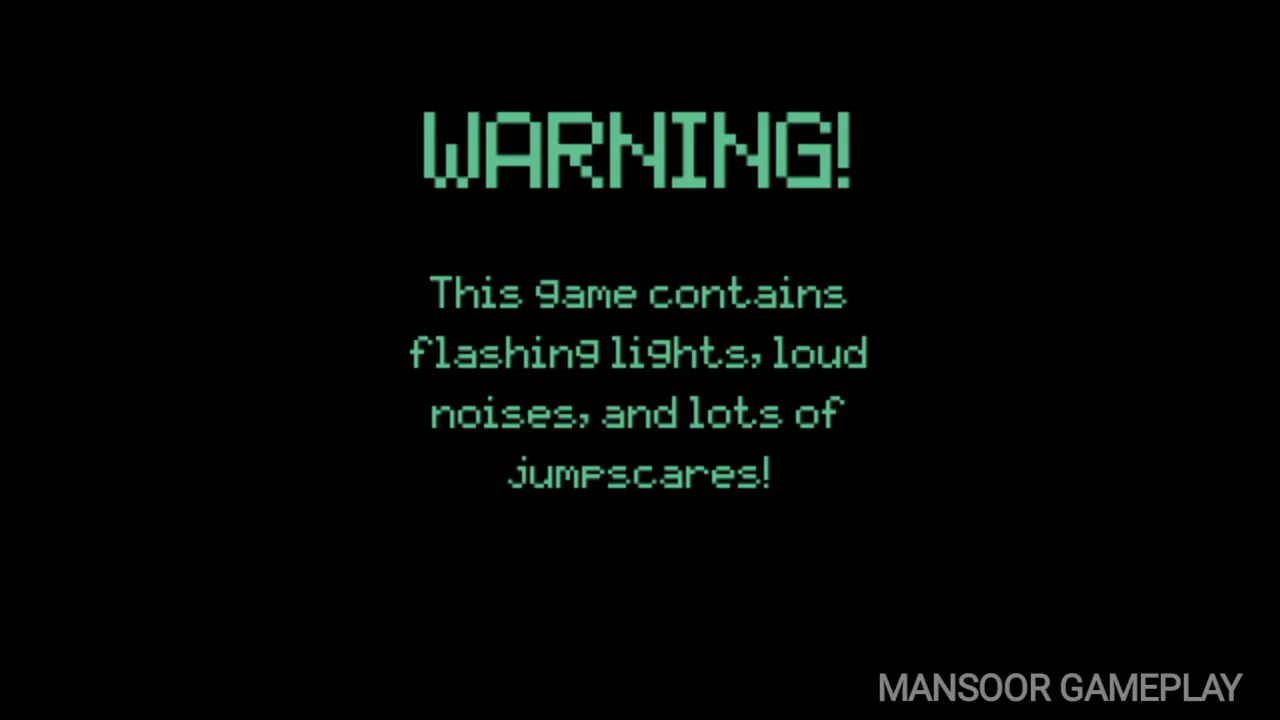 WARNING!
This game contains
flashing lights, loud
noises, and lots of
jumpscares!
MANSOOR GAMEPLAY